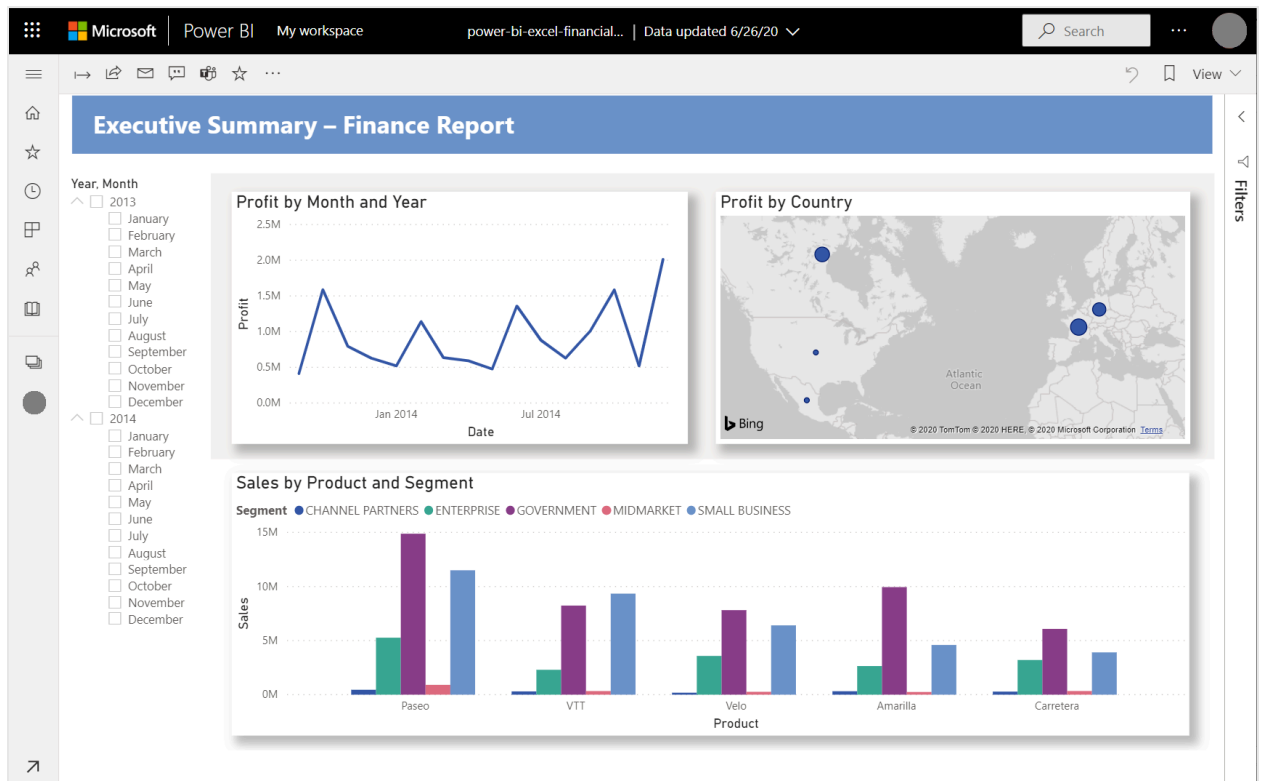 Microsoft Power BI My workspace power-bi-excel-financial... | Data updated 6/26/20 Search ...
... View
Executive Summary – Finance Report
Filters
Year, Month
2013
January
February
March
April
May
June
July
August
September
October
November
December
2014
January
February
March
April
May
June
July
August
September
October
November
December
Profit by Month and Year
2.5M
2.0M
1.5M
1.0M
0.5M
0.0M
Profit
Jan 2014 Jul 2014
Date
Profit by Country
Atlantic
Ocean
Bing
© 2020 TomTom © 2020 HERE, © 2020 Microsoft Corporation Terms
Sales by Product and Segment
Segment CHANNEL PARTNERS ENTERPRISE GOVERNMENT MIDMARKET SMALL BUSINESS
15M
10M
5M
0M
Sales
Paseo VTT Velo Amarilla Carretera
Product